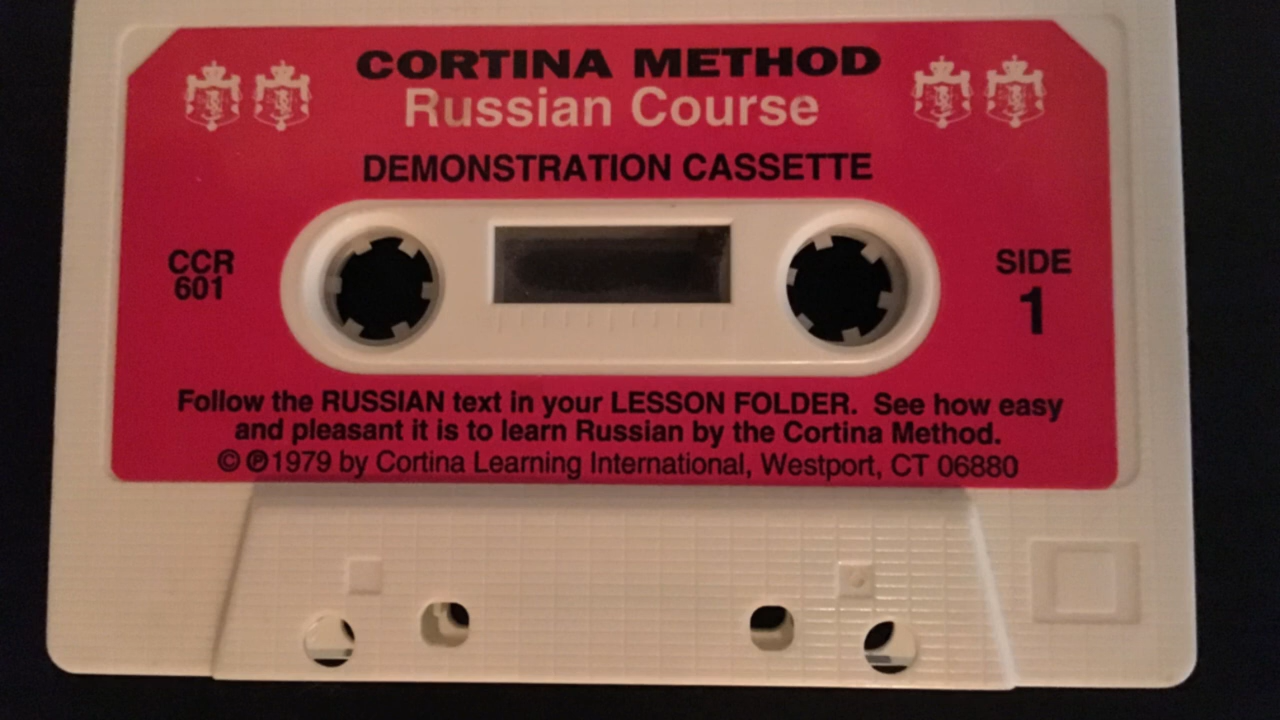 CORTINA METHOD
Russian Course
DEMONSTRATION CASSETTE
CCR
601
SIDE
1
Follow the RUSSIAN text in your LESSON FOLDER. See how easy
and pleasant it is to learn Russian by the Cortina Method.
© ℗ 1979 by Cortina Learning International, Westport, CT 06880